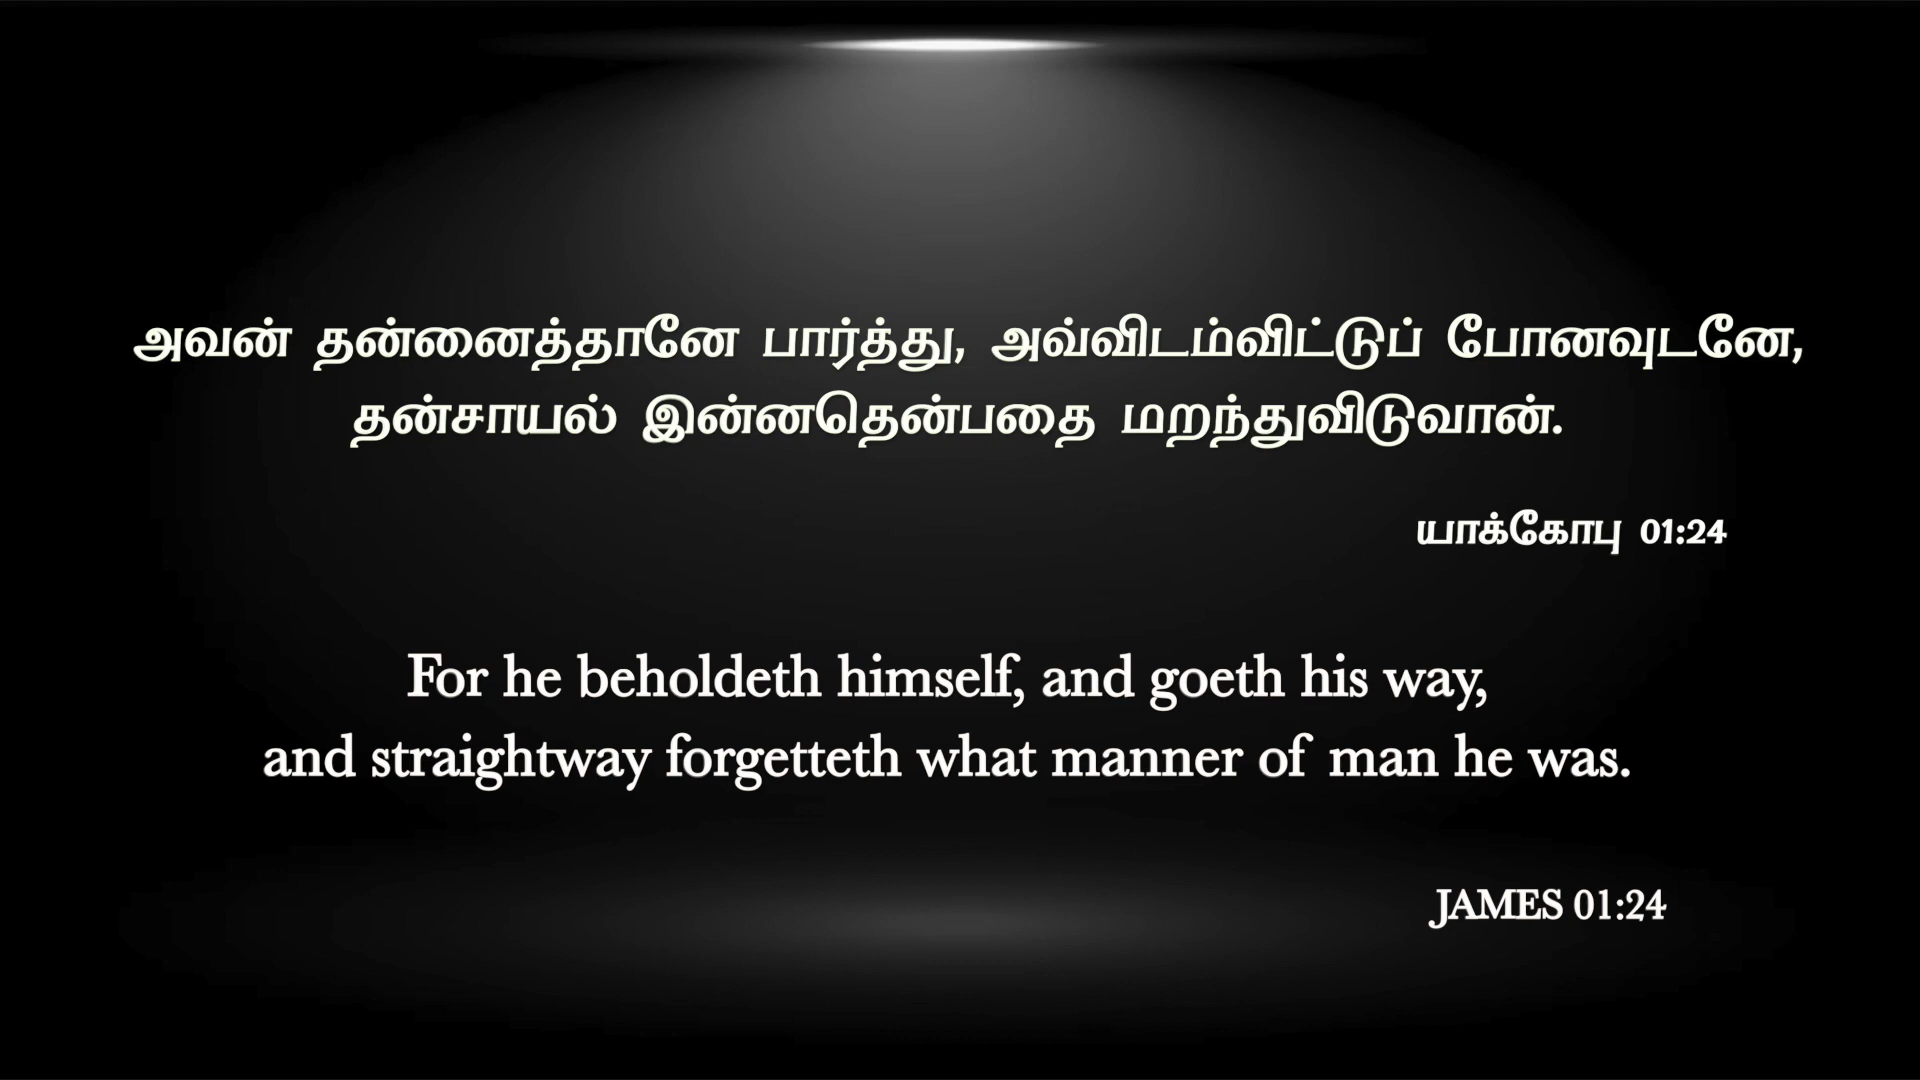 அவன் தன்னைத்தானே பார்த்து, அவ்விடம்விட்டுப் போனவுடனே,
தன்சாயல் இன்னதென்பதை மறந்துவிடுவான்.
யாக்கோபு 01:24
For he beholdeth himself, and goeth his way,
and straightway forgetteth what manner of man he was.
JAMES 01:24